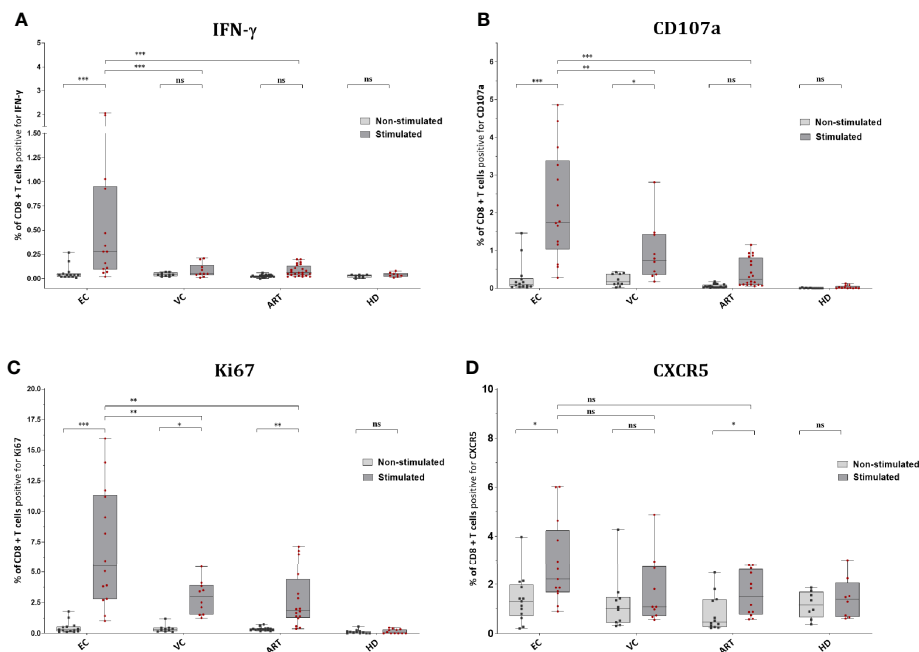 A
IFN-γ
% of CD8 + T cells positive for IFN-γ
5
4
3
2
1.50
1.25
1.00
0.75
0.50
0.25
0.00
***
***
***
ns
ns
ns
Non-stimulated
Stimulated
EC
VC
ART
HD
B
CD107a
% of CD8 + T cells positive for CD107a
6
5
4
3
2
1
0
***
**
***
*
ns
ns
Non-stimulated
Stimulated
EC
VC
ART
HD
C
Ki67
% of CD8 + T cells positive for Ki67
20.0
17.5
15.0
12.5
10.0
7.5
5.0
2.5
0.0
**
**
***
*
**
ns
Non-stimulated
Stimulated
EC
VC
ART
HD
D
CXCR5
% of CD8 + T cells positive for CXCR5
10
8
6
4
2
0
ns
ns
*
ns
*
ns
Non-stimulated
Stimulated
EC
VC
ART
HD